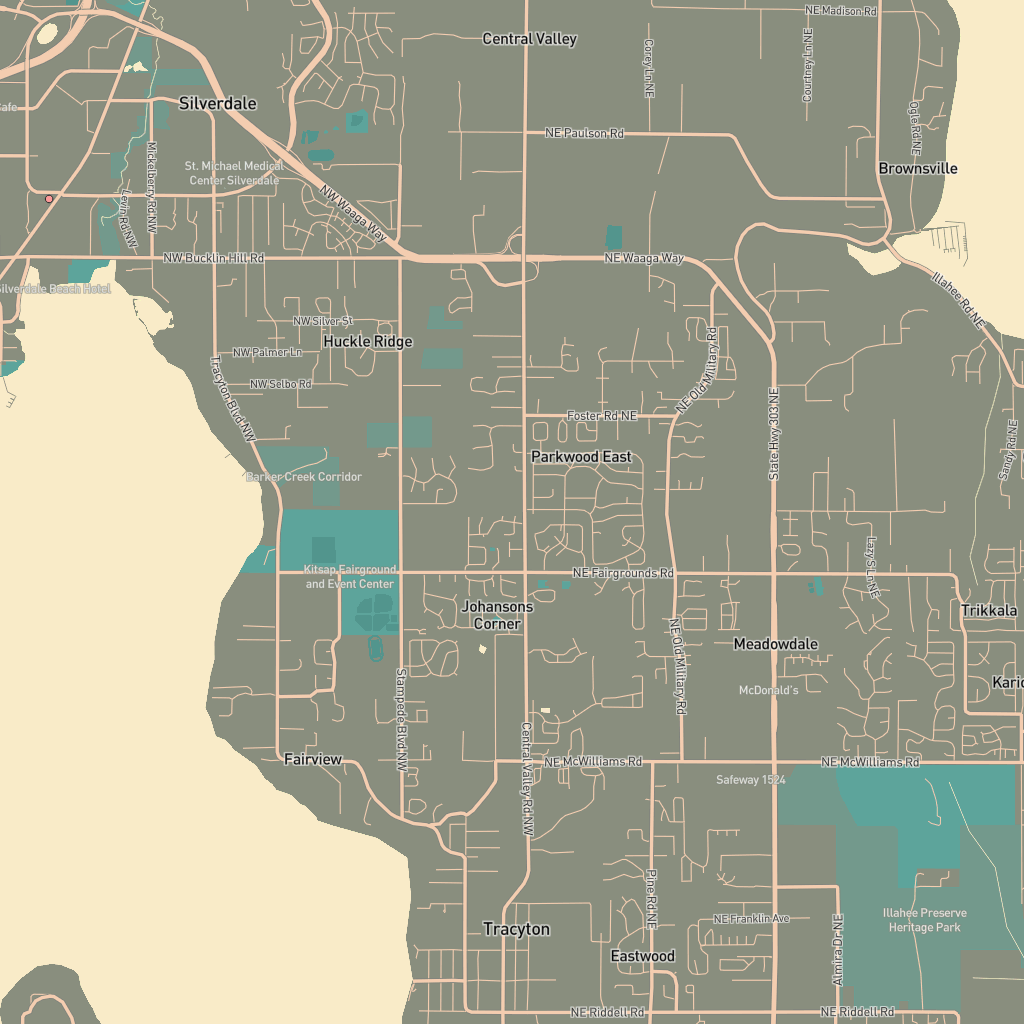 NE Madison Rd
Central Valley
Corey Ln NE
Courtney Ln NE
Silverdale
Cafe
Ogle Rd NE
NE Paulson Rd
Mickelberry Rd NW
St. Michael Medical
Center Silverdale
Brownsville
Levin Rd NW
NW Waaga Way
NW Bucklin Hill Rd
NE Waaga Way
Silverdale Beach Hotel
Illahee Rd NE
NW Silver St
Huckle Ridge
NW Palmer Ln
NE Old Military Rd
NW Selbo Rd
Tracyton Blvd NW
Foster Rd NE
State Hwy 303 NE
Sandy Rd NE
Parkwood East
Barker Creek Corridor
Lazy S Ln NE
Kitsap Fairground
and Event Center
NE Fairgrounds Rd
Johansons
Corner
Trikkala
NE Old Military Rd
Meadowdale
McDonald's
Stampede Blvd NW
Central Valley Rd NW
Fairview
NE McWilliams Rd
NE McWilliams Rd
Safeway 1524
Pine Rd NE
Illahee Preserve
Heritage Park
NE Franklin Ave
Tracyton
Almira Dr NE
Eastwood
NE Riddell Rd
NE Riddell Rd